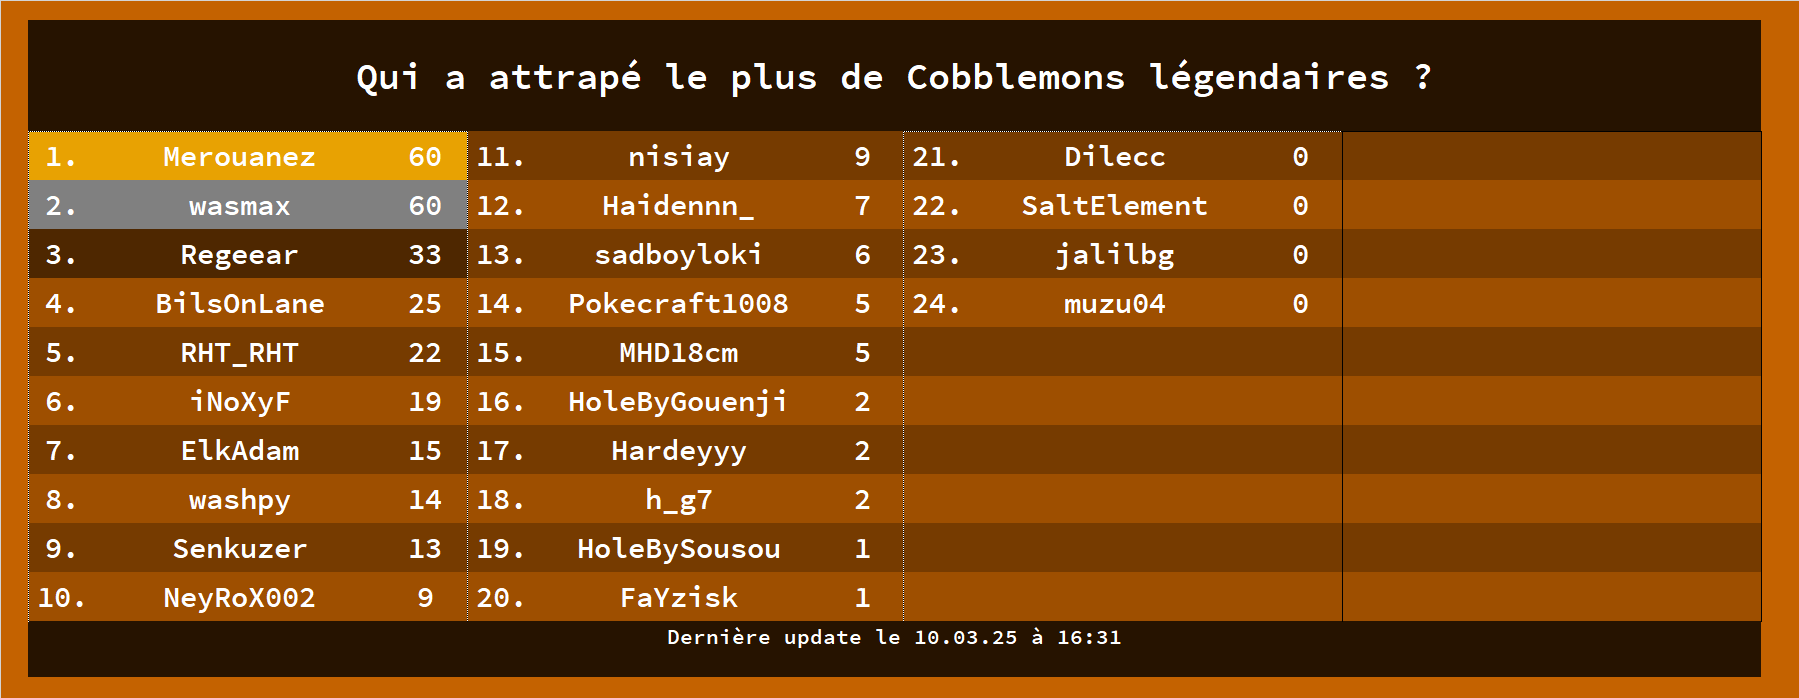 Qui a attrapé le plus de Cobblemons légendaires ?
1. Merouanez 60
2. wasmax 60
3. Regeear 33
4. BilsOnLane 25
5. RHT_RHT 22
6. iNoXyF 19
7. ElkAdam 15
8. washpy 14
9. Senkuzer 13
10. NeyRoX002 9
11. nisiay 9
12. Haidennn_ 7
13. sadboyloki 6
14. Pokecraft1008 5
15. MHD18cm 5
16. HoleByGouenji 2
17. Hardeyyy 2
18. h_g7 2
19. HoleBySousou 1
20. FaYzisk 1
21. Dilecc 0
22. SaltElement 0
23. jalilbg 0
24. muzu04 0
Dernière update le 10.03.25 à 16:31